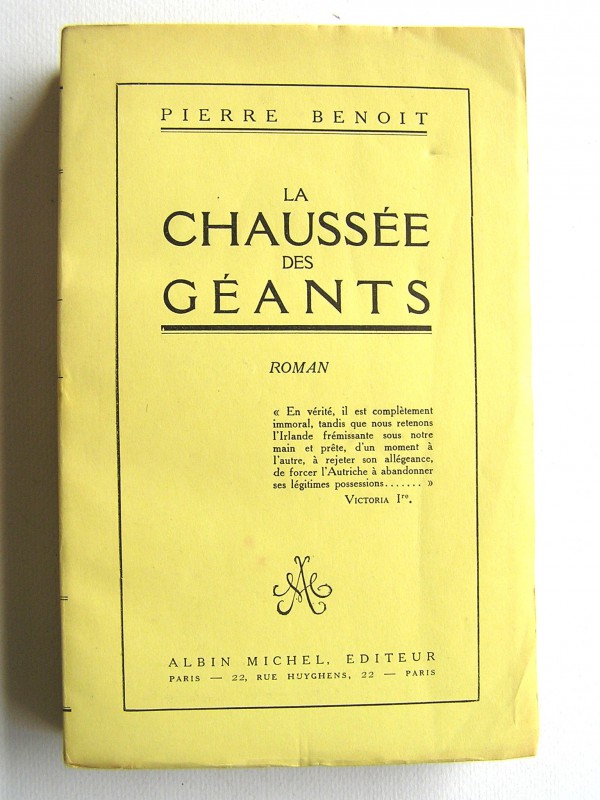 PIERRE BENOIT
LA
CHAUSSÉE
DES
GÉANTS
ROMAN
« En vérité, il est complètement
immoral, tandis que nous retenons
l'Irlande frémissante sous notre
main et prête, d'un moment à
l'autre, à rejeter son allégeance,
de forcer l'Autriche à abandonner
ses légitimes possessions....... »
VICTORIA Iʳᵉ.
AM
ALBIN MICHEL, EDITEUR
PARIS — 22, RUE HUYGHENS, 22 — PARIS